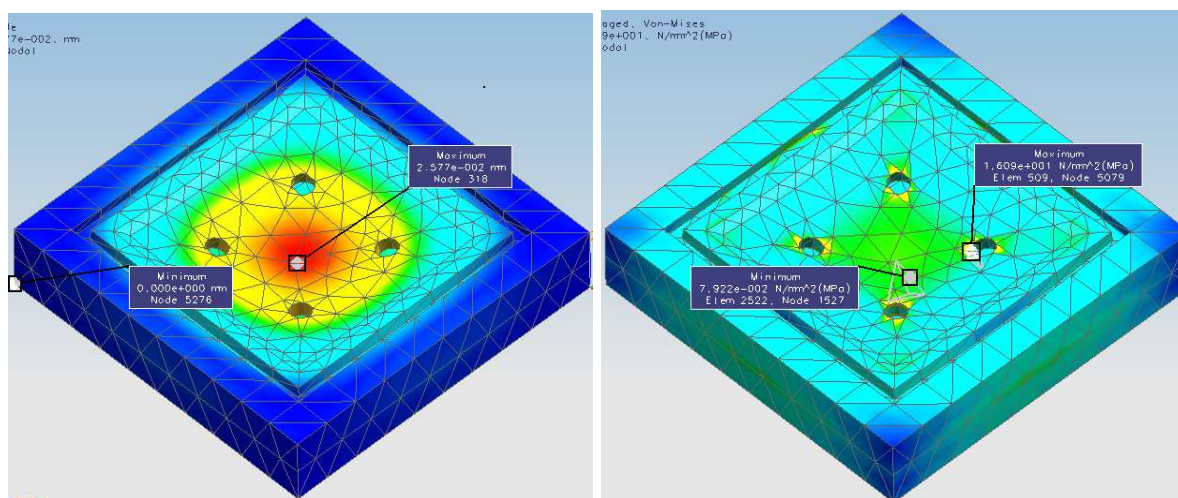 7e-002, mm
Nodal
Maximum
2.577e-002 mm
Node 318
Minimum
0.000e+000 mm
Node 5276
aged, Von-Mises
9e+001, N/mm^2(MPa)
odal
Maximum
1.609e+001 N/mm^2(MPa)
Elem 509, Node 5079
Minimum
7.922e-002 N/mm^2(MPa)
Elem 2522, Node 1527